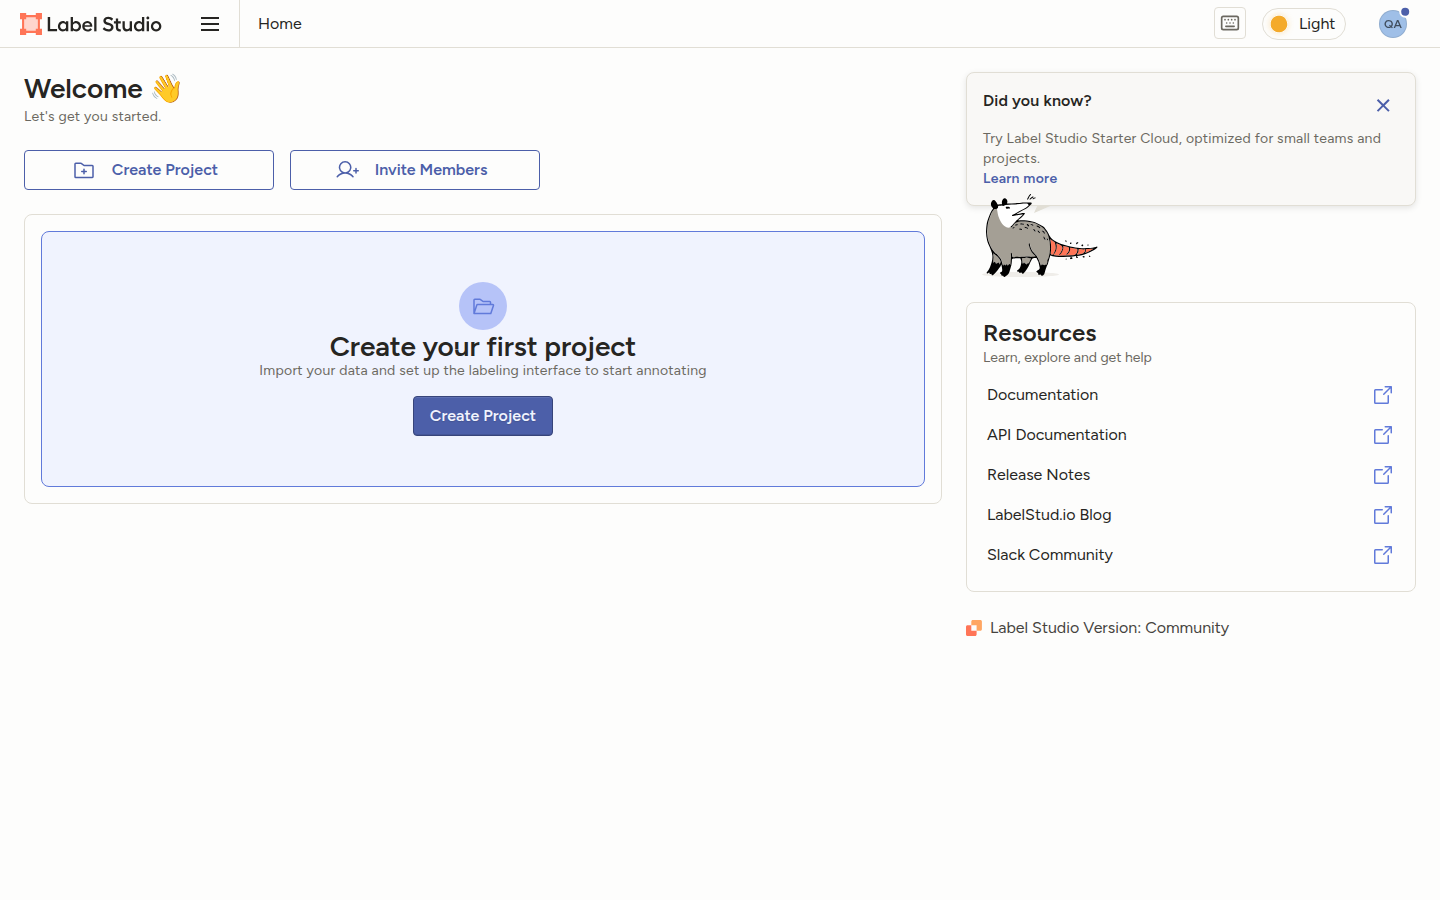 Label Studio
Home
Light
QA
Welcome 👋
Let's get you started.
Create Project
Invite Members
Create your first project
Import your data and set up the labeling interface to start annotating
Create Project
Did you know?
Try Label Studio Starter Cloud, optimized for small teams and
projects.
Learn more
Resources
Learn, explore and get help
Documentation
API Documentation
Release Notes
LabelStud.io Blog
Slack Community
Label Studio Version: Community